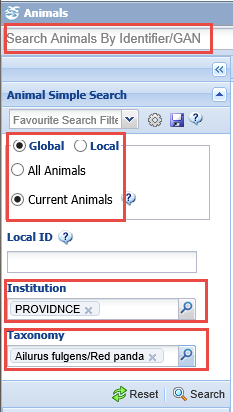 Animals
Search Animals By Identifier/GAN
Animal Simple Search
Favourite Search Filte
Global Local
All Animals
Current Animals
Local ID
Institution
PROVIDNCE
Taxonomy
Ailurus fulgens/Red panda
Reset Search